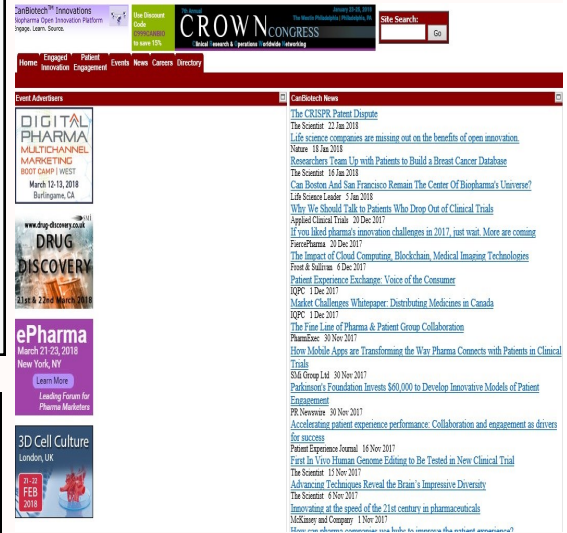 CanBiotech™ Innovations
Biopharma Open Innovation Platform
Engage. Learn. Source.
Use Discount
Code
C999CANBIO
to save 15%
7th Annual
January 23-25, 2018
The Westin Philadelphia | Philadelphia, PA
CROWN CONGRESS
Clinical Research & Operations Worldwide Networking
Site Search:
Go
Home Engaged Innovation Patient Engagement Events News Careers Directory
Event Advertisers
DIGITAL
PHARMA
MULTICHANNEL
MARKETING
BOOT CAMP | WEST
March 12-13, 2018
Burlingame, CA
SMi
www.drug-discovery.co.uk
DRUG
DISCOVERY
21st & 22nd March 2018
ePharma
March 21-23, 2018
New York, NY
Learn More
Leading Forum for
Pharma Marketers
3D Cell Culture
London, UK
21 - 22
FEB
2018
CanBiotech News
The CRISPR Patent Dispute
The Scientist 22 Jan 2018
Life science companies are missing out on the benefits of open innovation.
Nature 18 Jan 2018
Researchers Team Up with Patients to Build a Breast Cancer Database
The Scientist 16 Jan 2018
Can Boston And San Francisco Remain The Center Of Biopharma's Universe?
Life Science Leader 5 Jan 2018
Why We Should Talk to Patients Who Drop Out of Clinical Trials
Applied Clinical Trials 20 Dec 2017
If you liked pharma's innovation challenges in 2017, just wait. More are coming
FiercePharma 20 Dec 2017
The Impact of Cloud Computing, Blockchain, Medical Imaging Technologies
Frost & Sullivan 6 Dec 2017
Patient Experience Exchange: Voice of the Consumer
IQPC 1 Dec 2017
Market Challenges Whitepaper: Distributing Medicines in Canada
IQPC 1 Dec 2017
The Fine Line of Pharma & Patient Group Collaboration
PharmExec 30 Nov 2017
How Mobile Apps are Transforming the Way Pharma Connects with Patients in Clinical
Trials
SMi Group Ltd 30 Nov 2017
Parkinson's Foundation Invests $60,000 to Develop Innovative Models of Patient
Engagement
PR Newswire 30 Nov 2017
Accelerating patient experience performance: Collaboration and engagement as drivers
for success
Patient Experience Journal 16 Nov 2017
First In Vivo Human Genome Editing to Be Tested in New Clinical Trial
The Scientist 15 Nov 2017
Advancing Techniques Reveal the Brain's Impressive Diversity
The Scientist 6 Nov 2017
Innovating at the speed of the 21st century in pharmaceuticals
McKinsey and Company 1 Nov 2017
How can pharma companies use hubs to improve the patient experience?